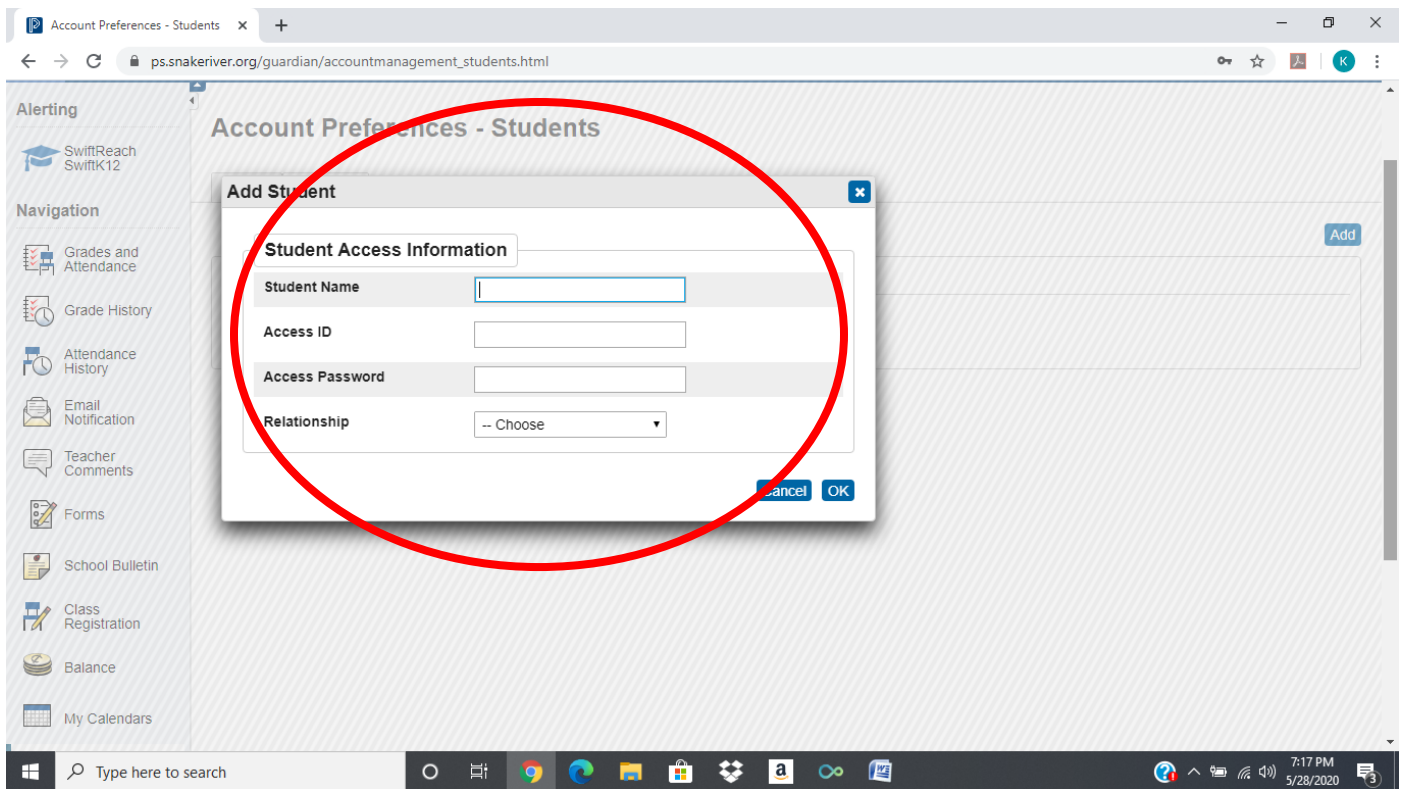 Account Preferences - Students
ps.snakeriver.org/guardian/accountmanagement_students.html
K
Alerting
SwiftReach
SwiftK12
Navigation
Grades and
Attendance
Grade History
Attendance
History
Email
Notification
Teacher
Comments
Forms
School Bulletin
Class
Registration
Balance
My Calendars
Account Preferences - Students
Add
Add Student
Student Access Information
Student Name
Access ID
Access Password
Relationship
-- Choose
Cancel
OK
Type here to search
7:17 PM
5/28/2020
3